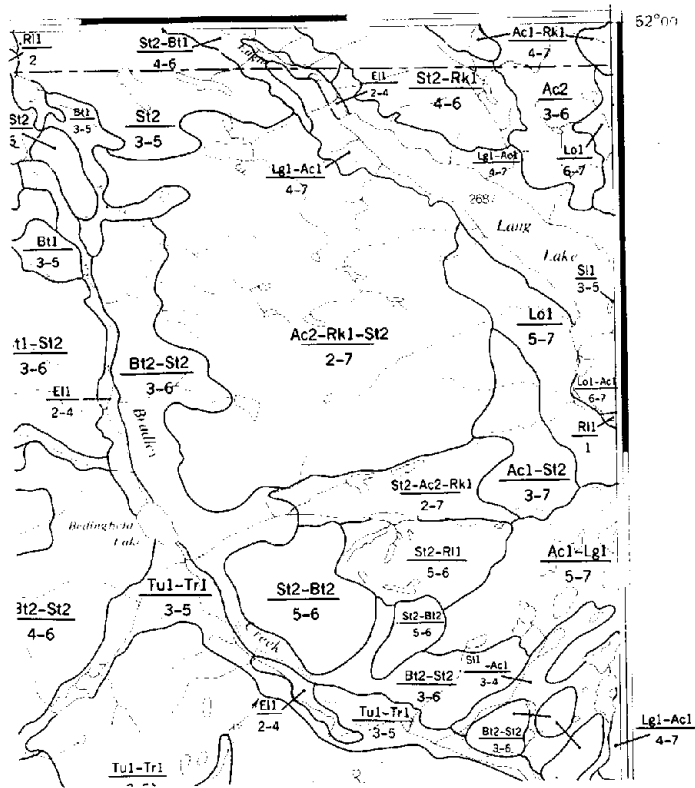 52°00
Rl1
2
St2-Bt1
4-6
Ac1-Rk1
4-7
El1
2-4
St2-Rk1
4-6
Ac2
3-6
Bt1
3-5
St2
3-5
St2
Lg1-Ac1
4-7
Lg1-Ac1
4-7
Lo1
6-7
2687
Lang
Lake
Bt1
3-5
Sl1
3-5
Lo1
5-7
Ac2-Rk1-St2
2-7
t1-St2
3-6
Bt2-St2
3-6
El1
2-4
Lo1-Ac1
6-7
Rl1
1
St2-Ac2-Rk1
2-7
Ac1-St2
3-7
Bedingfield
Lake
St2-Rl1
5-6
Ac1-Lg1
5-7
Tu1-Tr1
3-5
St2-Bt2
5-6
Bt2-St2
4-6
St2-Bt2
5-6
Creek
Bt2-St2
3-6
Sl1-Ac1
3-4
El1
2-4
Tu1-Tr1
3-5
Bt2-St2
3-6
Lg1-Ac1
4-7
Tu1-Tr1